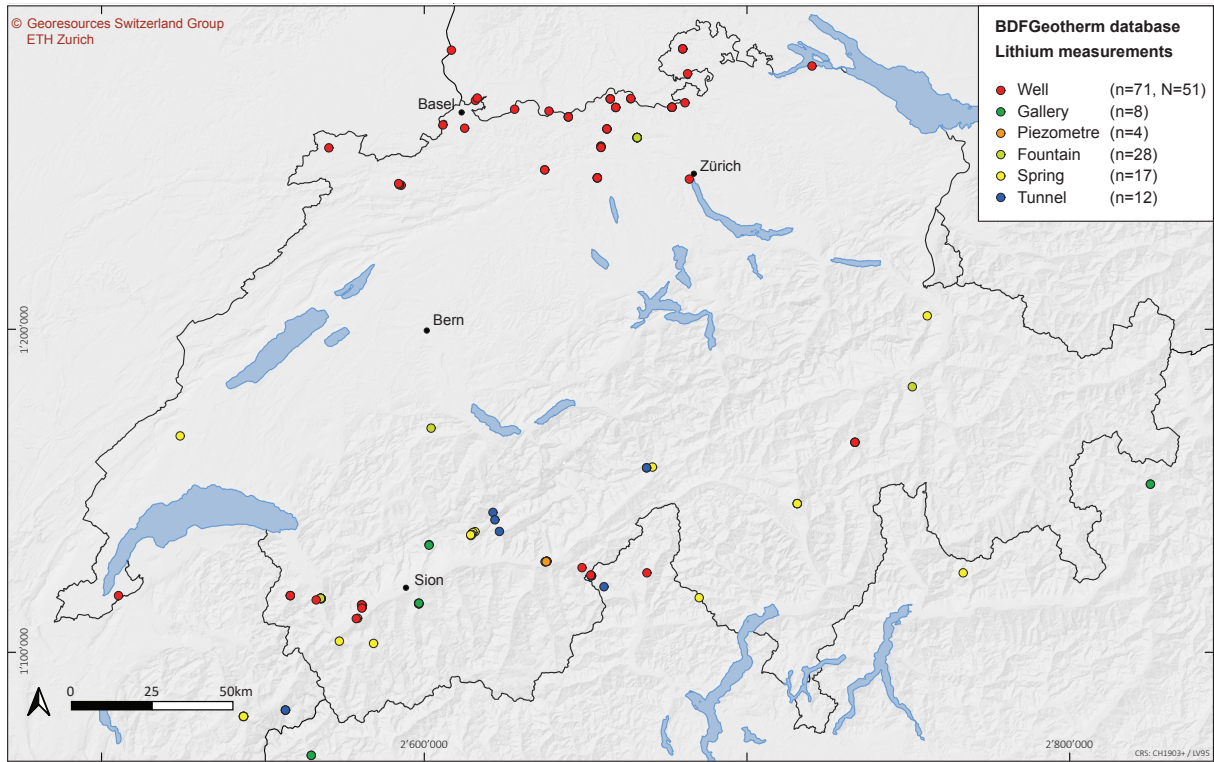 © Georesources Switzerland Group
ETH Zurich
BDFGeotherm database
Lithium measurements
Well (n=71, N=51)
Gallery (n=8)
Piezometre (n=4)
Fountain (n=28)
Spring (n=17)
Tunnel (n=12)
Basel
Zürich
Bern
Sion
1'200'000
1'100'000
0 25 50km
2'600'000
2'800'000
CRS: CH1903+ / LV95